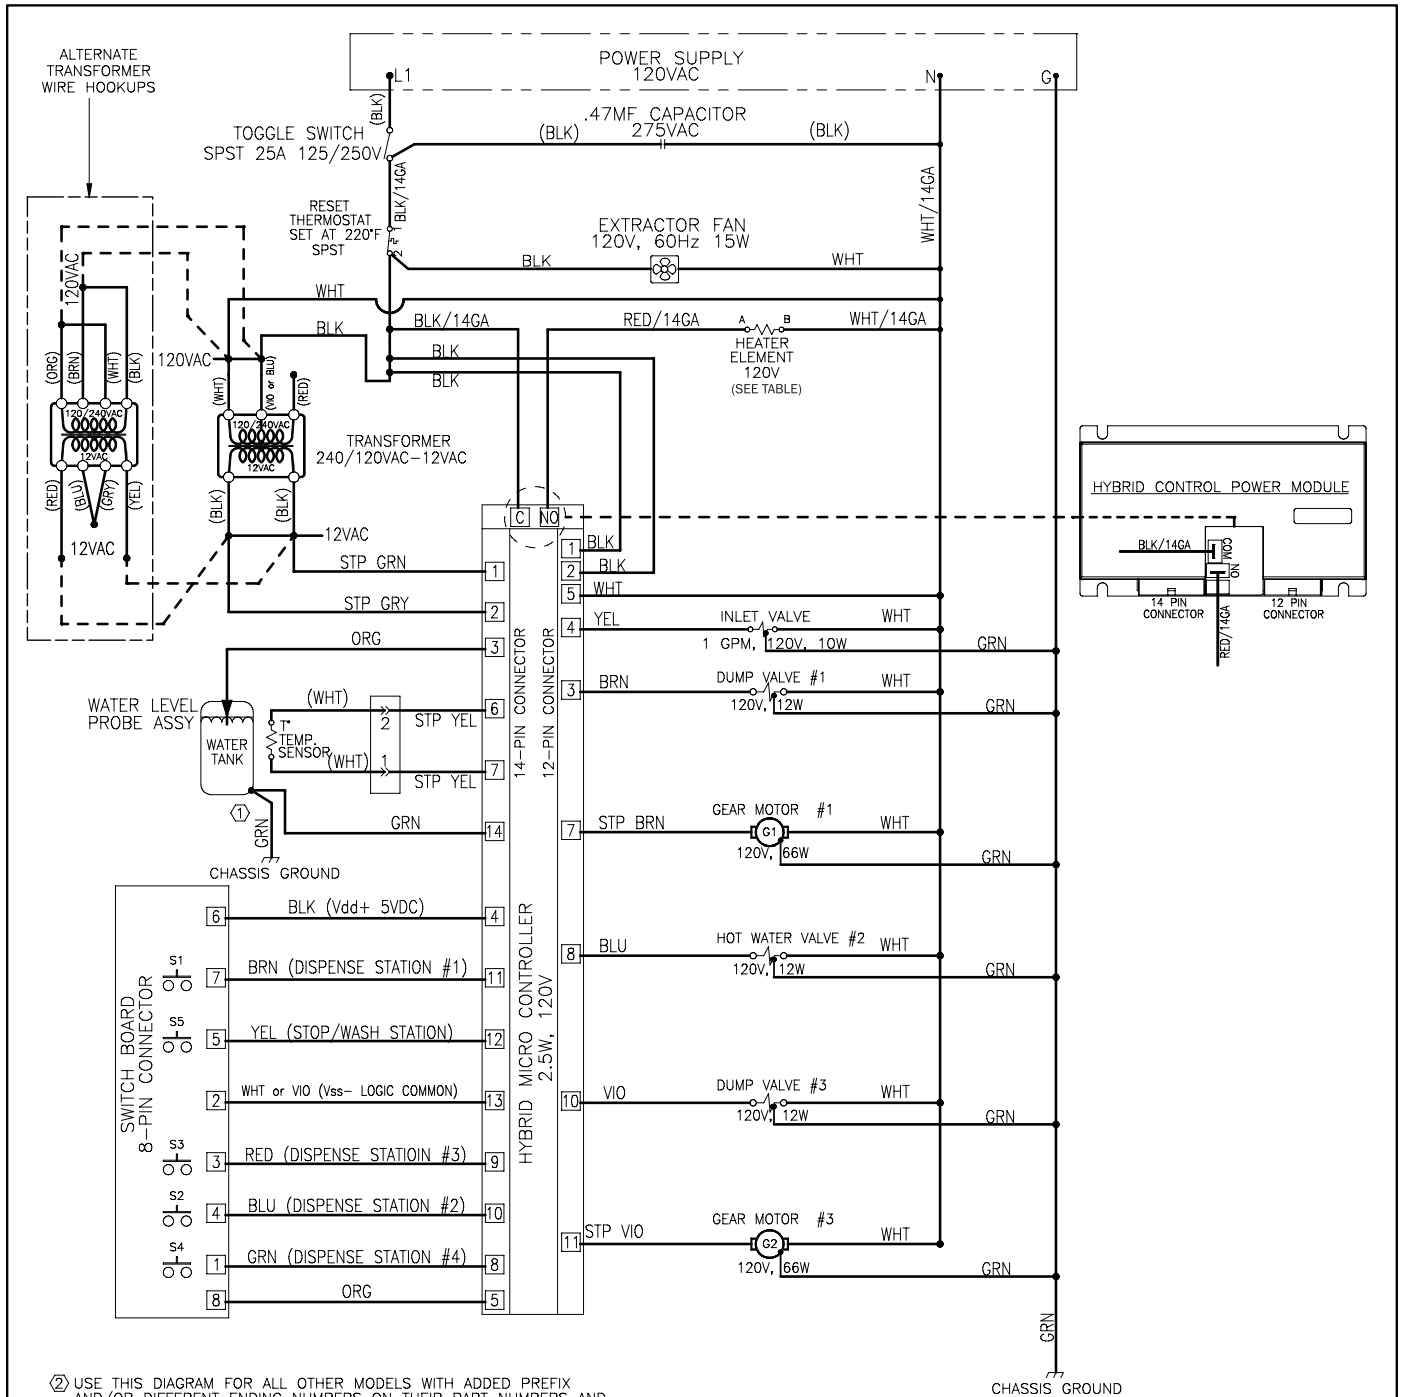 ALTERNATE
TRANSFORMER
WIRE HOOKUPS
POWER SUPPLY
120VAC
L1
N
G
(BLK)
TOGGLE SWITCH
SPST 25A 125/250V
(BLK)
.47MF CAPACITOR
275VAC
(BLK)
BLK/14GA
WHT/14GA
RESET
THERMOSTAT
SET AT 220°F
SPST
1
2
EXTRACTOR FAN
120V, 60Hz 15W
BLK
WHT
WHT
BLK
BLK/14GA
BLK
BLK
RED/14GA
A
B
WHT/14GA
HEATER
ELEMENT
120V
(SEE TABLE)
120VAC
(ORG)
(BRN)
(WHT)
(BLK)
120/240VAC
12VAC
(RED)
(BLU)
(GRY)
(YEL)
12VAC
120VAC
(WHT)
(VIO or BLU)
(RED)
120/240VAC
12VAC
TRANSFORMER
240/120VAC-12VAC
(BLK)
(BLK)
12VAC
STP GRN
1
STP GRY
2
ORG
3
WATER LEVEL
PROBE ASSY
WATER
TANK
T°
TEMP.
SENSOR
(WHT)
2
STP YEL
6
(WHT)
1
STP YEL
7
1
GRN
GRN
14
CHASSIS GROUND
C
NO
14-PIN CONNECTOR
12-PIN CONNECTOR
HYBRID MICRO CONTROLLER
2.5W, 120V
1
BLK
2
BLK
5
WHT
4
YEL
INLET VALVE
1 GPM, 120V, 10W
WHT
GRN
3
BRN
DUMP VALVE #1
120V, 12W
WHT
GRN
7
STP BRN
GEAR MOTOR #1
G1
120V, 66W
WHT
GRN
8
BLU
HOT WATER VALVE #2
120V, 12W
WHT
GRN
10
VIO
DUMP VALVE #3
120V, 12W
WHT
GRN
11
STP VIO
GEAR MOTOR #3
G2
120V, 66W
WHT
GRN
GRN
CHASSIS GROUND
HYBRID CONTROL POWER MODULE
BLK/14GA
COM
NO
14 PIN
CONNECTOR
12 PIN
CONNECTOR
RED/14GA
SWITCH BOARD
8-PIN CONNECTOR
6
BLK (Vdd+ 5VDC)
4
S1
7
BRN (DISPENSE STATION #1)
11
S5
5
YEL (STOP/WASH STATION)
12
2
WHT or VIO (Vss- LOGIC COMMON)
13
S3
3
RED (DISPENSE STATIOIN #3)
9
S2
4
BLU (DISPENSE STATION #2)
10
S4
1
GRN (DISPENSE STATION #4)
8
8
ORG
5
2 USE THIS DIAGRAM FOR ALL OTHER MODELS WITH ADDED PREFIX
AND/OR DIFFERENT ENDING NUMBERS ON THEIR PART NUMBERS AND